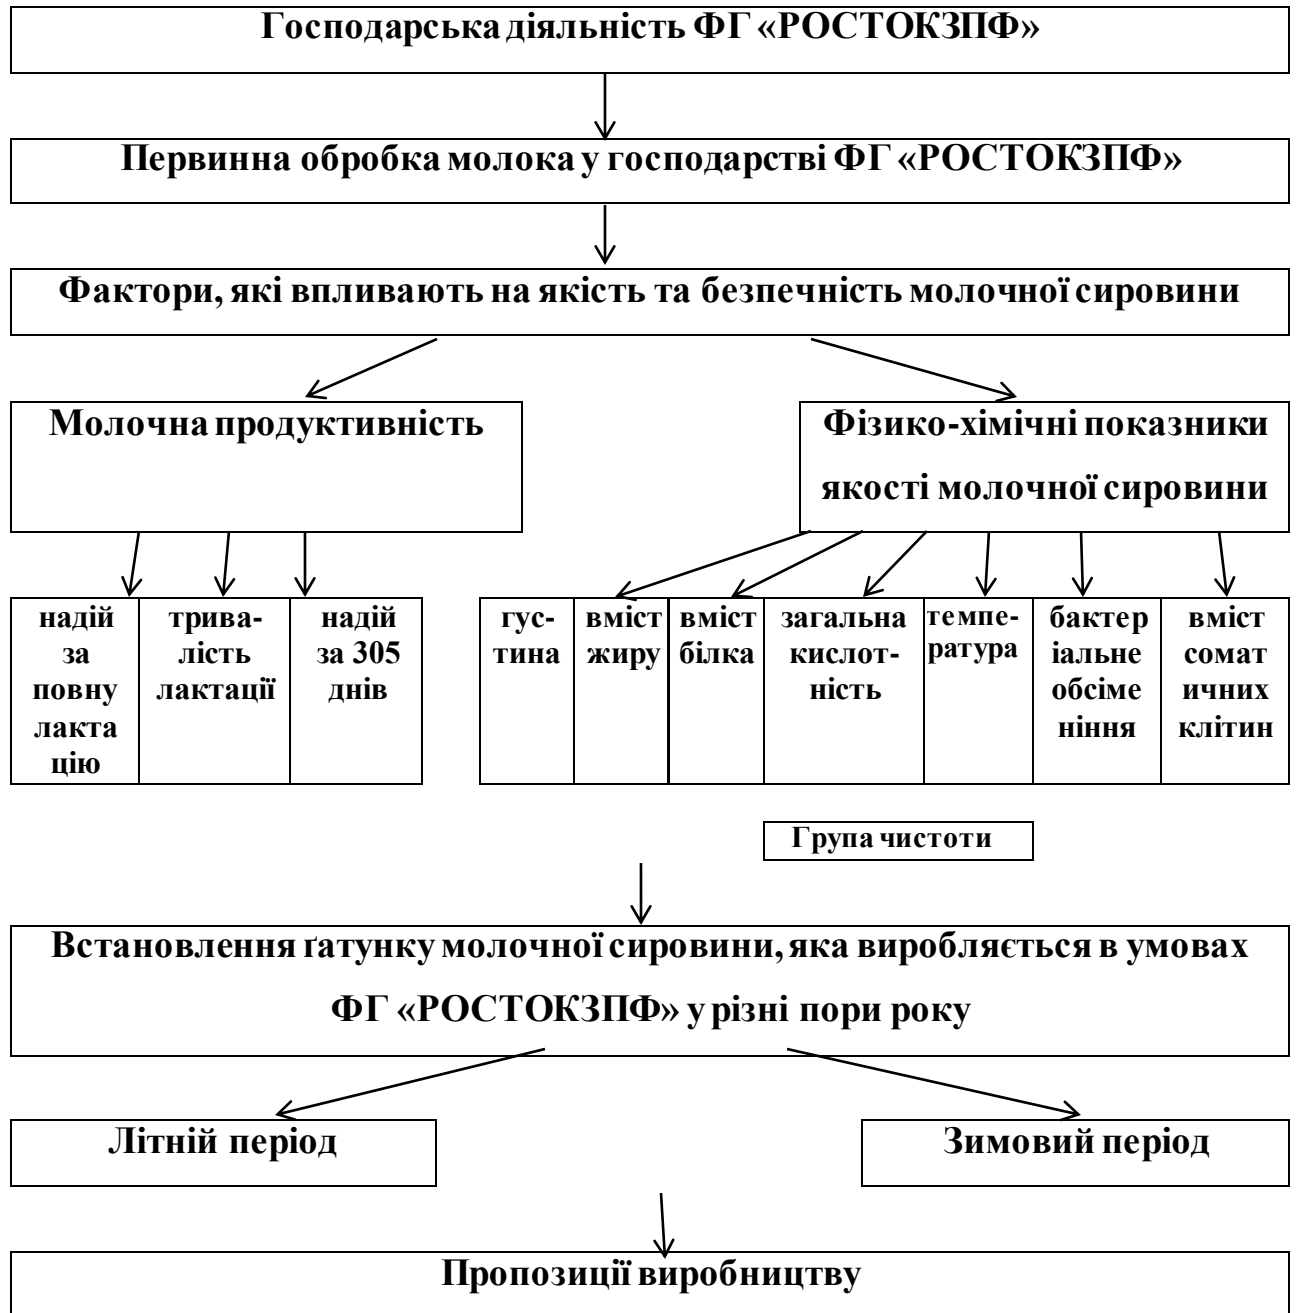 Господарська діяльність ФГ «РОСТОКЗПФ»
Первинна обробка молока у господарстві ФГ «РОСТОКЗПФ»
Фактори, які впливають на якість та безпечність молочної сировини
Молочна продуктивність
Фізико-хімічні показники
якості молочної сировини
надій
за
повну
лакта
цію
трива-
лість
лактації
надій
за 305
днів
гус-
тина
вміст
жиру
вміст
білка
загальна
кислот-
ність
темпе-
ратура
бактер
іальне
обсіме
ніння
вміст
сомат
ичних
клітин
Група чистоти
Встановлення ґатунку молочної сировини, яка виробляється в умовах
ФГ «РОСТОКЗПФ» у різні пори року
Літній період
Зимовий період
Пропозиції виробництву